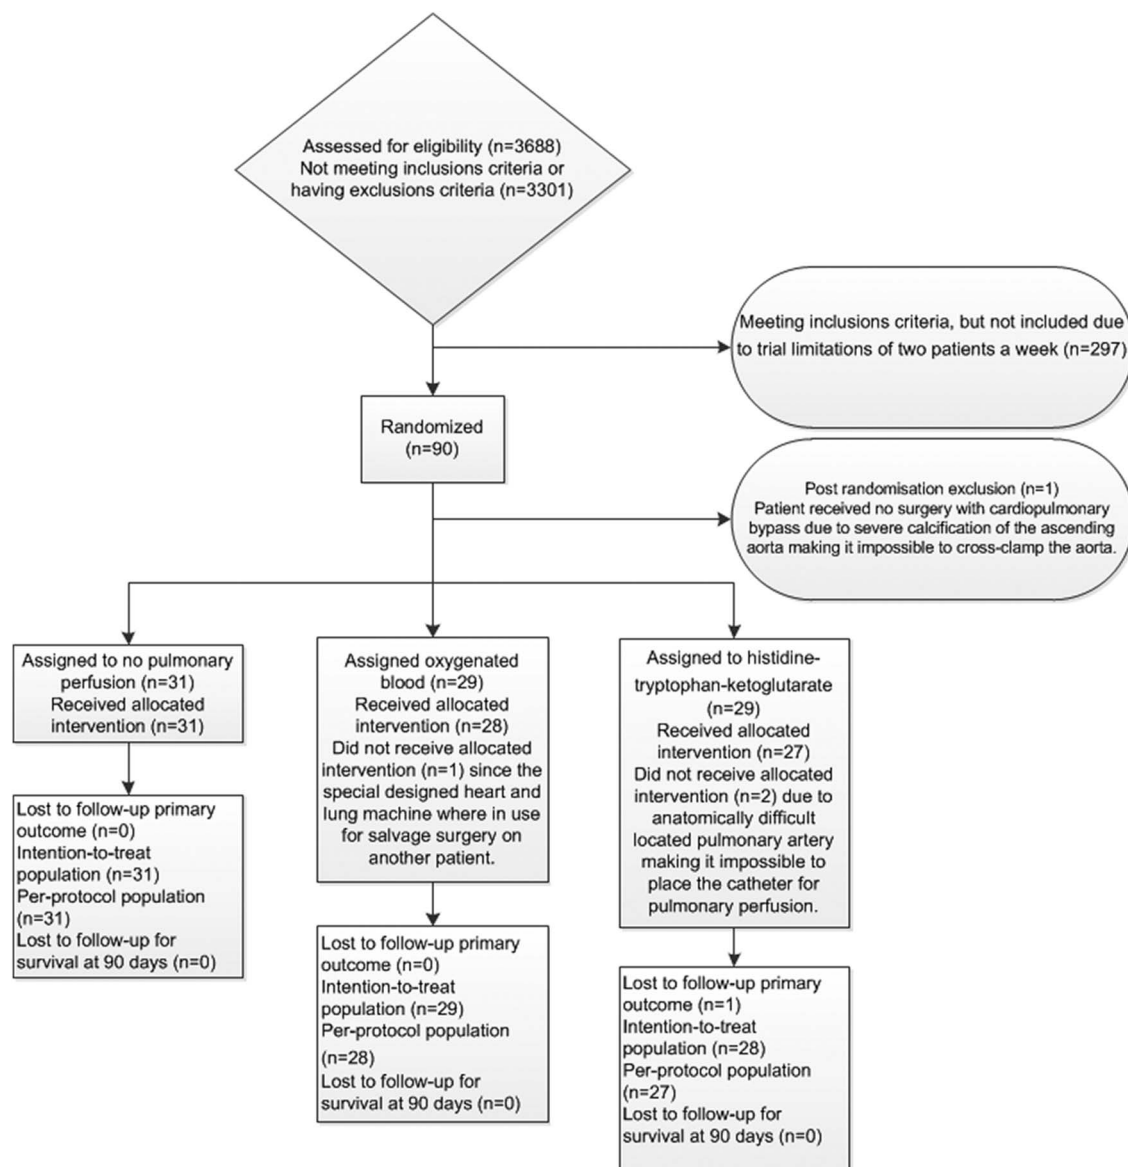 Assessed for eligibility (n=3688)
Not meeting inclusions criteria or
having exclusions criteria (n=3301)
Meeting inclusions criteria, but not included due
to trial limitations of two patients a week (n=297)
Randomized
(n=90)
Post randomisation exclusion (n=1)
Patient received no surgery with cardiopulmonary
bypass due to severe calcification of the ascending
aorta making it impossible to cross-clamp the aorta.
Assigned to no pulmonary
perfusion (n=31)
Received allocated
intervention (n=31)
Assigned oxygenated
blood (n=29)
Received allocated
intervention (n=28)
Did not receive allocated
intervention (n=1) since the
special designed heart and
lung machine where in use
for salvage surgery on
another patient.
Assigned to histidine-
tryptophan-ketoglutarate
(n=29)
Received allocated
intervention (n=27)
Did not receive allocated
intervention (n=2) due to
anatomically difficult
located pulmonary artery
making it impossible to
place the catheter for
pulmonary perfusion.
Lost to follow-up primary
outcome (n=0)
Intention-to-treat
population (n=31)
Per-protocol population
(n=31)
Lost to follow-up for
survival at 90 days (n=0)
Lost to follow-up primary
outcome (n=0)
Intention-to-treat
population (n=29)
Per-protocol population
(n=28)
Lost to follow-up for
survival at 90 days (n=0)
Lost to follow-up primary
outcome (n=1)
Intention-to-treat
population (n=28)
Per-protocol population
(n=27)
Lost to follow-up for
survival at 90 days (n=0)